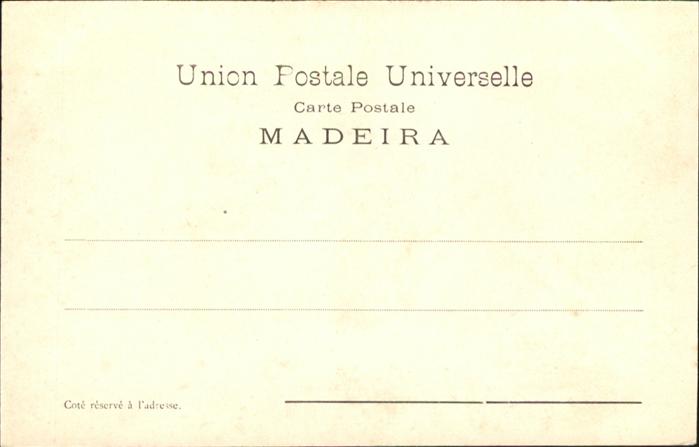 Union Postale Universelle
Carte Postale
MADEIRA
Coté réservé à l'adresse.